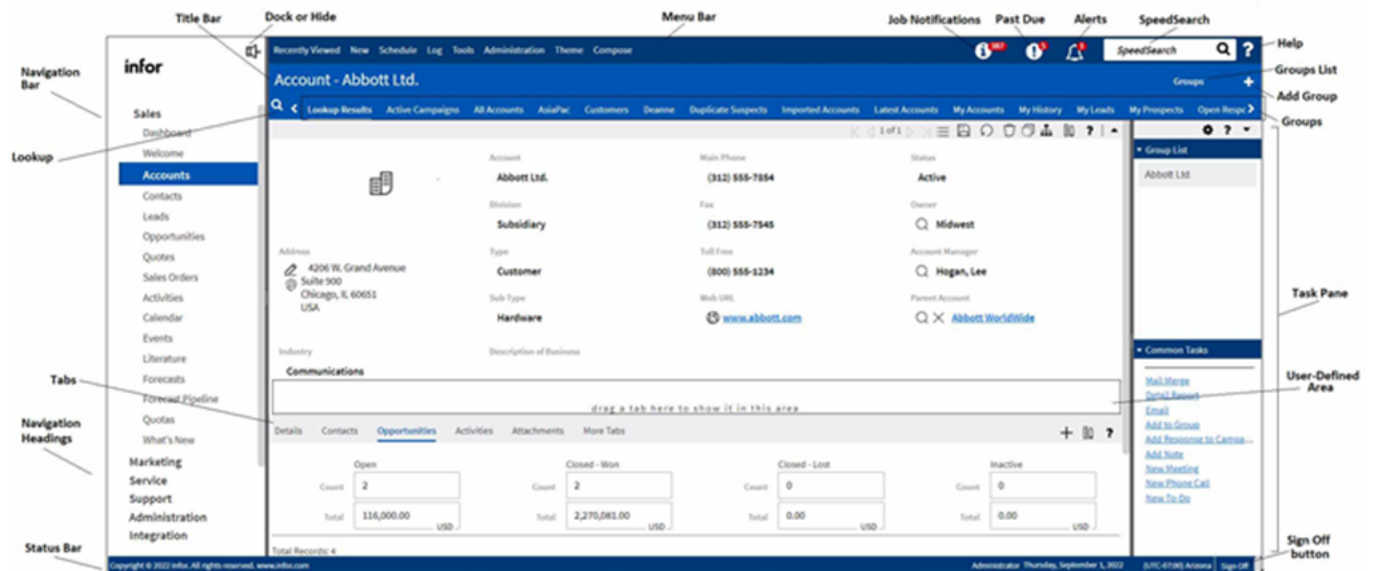 Title Bar
Dock or Hide
Menu Bar
Job Notifications
Past Due
Alerts
SpeedSearch
Recently Viewed New Schedule Log Tools Administration Theme Compose
SpeedSearch
?
Help
infor
Navigation
Bar
Account - Abbott Ltd.
Groups
Groups List
Add Group
Lookup Results Active Campaigns All Accounts AsiaPac Customers Deanne Duplicate Suspects Imported Accounts Latest Accounts My Accounts My History My Leads My Prospects Open Respo
Groups
Lookup
Sales
Dashboard
Welcome
Accounts
Contacts
Leads
Opportunities
Quotes
Sales Orders
Activities
Calendar
Events
Literature
Forecasts
Forecast Pipeline
Quotas
What's New
Marketing
Service
Support
Administration
Integration
Tabs
Navigation
Headings
Status Bar
1 of 1
?
Account
Abbott Ltd.
Main Phone
(312) 555-7854
Status
Active
Division
Subsidiary
Fax
(312) 555-7545
Owner
Midwest
Address
4206 W. Grand Avenue
Suite 900
Chicago, IL 60651
USA
Type
Customer
Toll Free
(800) 555-1234
Account Manager
Hogan, Lee
Sub Type
Hardware
Web URL
www.abbott.com
Parent Account
Abbott WorldWide
Industry
Communications
Description of Business
drag a tab here to show it in this area
Details Contacts Opportunities Activities Attachments More Tabs
?
Open
Count 2
Total 116,000.00 USD
Closed - Won
Count 2
Total 2,270,081.00 USD
Closed - Lost
Count 0
Total 0.00 USD
Inactive
Count 0
Total 0.00 USD
Total Records: 4
?
Group List
Abbott Ltd.
Task Pane
Common Tasks
Mail Merge
Detail Report
Email
Add to Group
Add Response to Campa...
Add Note
New Meeting
New Phone Call
New To-Do
User-Defined
Area
Sign Off
button
Copyright © 2022 Infor. All rights reserved. www.infor.com
Administrator Thursday, September 1, 2022 (UTC-07:00) Arizona Sign Off